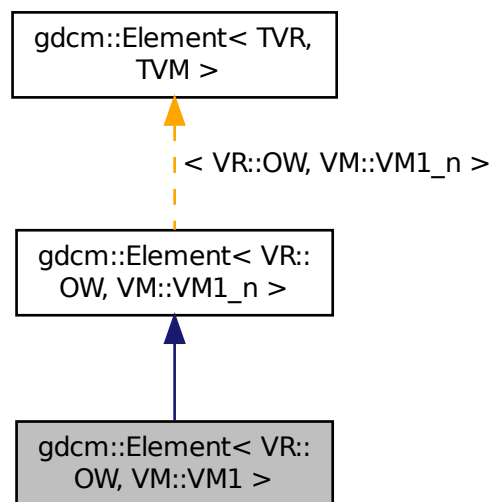 gdcm::Element< TVR,
TVM >
< VR::OW, VM::VM1_n >
gdcm::Element< VR::
OW, VM::VM1_n >
gdcm::Element< VR::
OW, VM::VM1 >